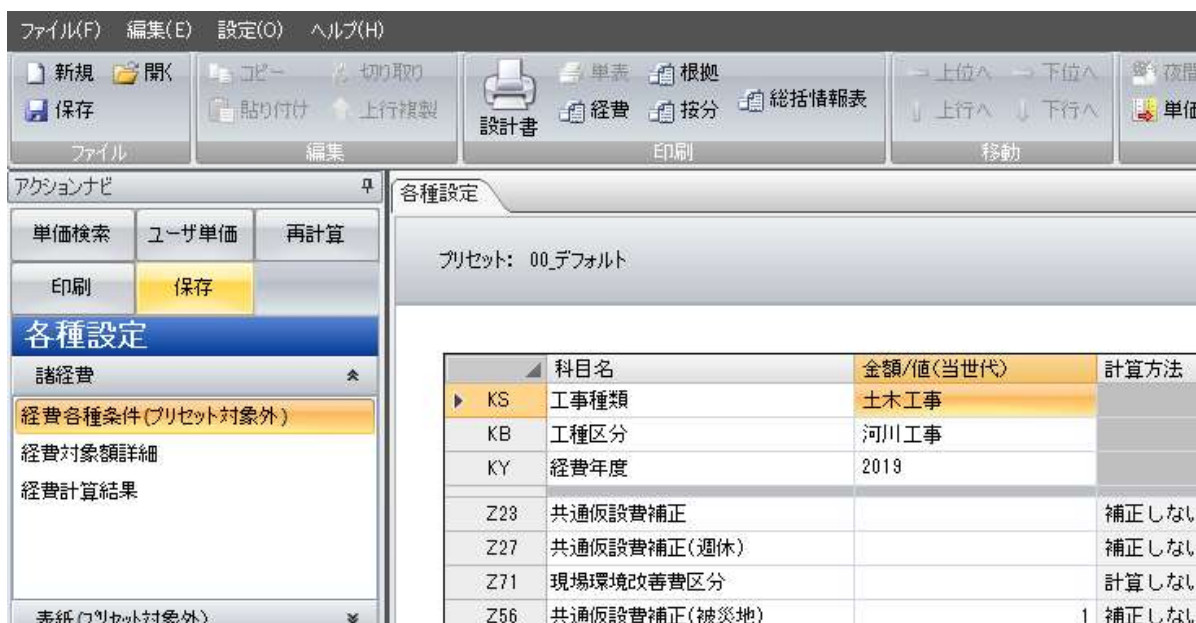 ファイル(F) 編集(E) 設定(O) ヘルプ(H)
新規 開く コピー 切り取り 単表 根拠 上位へ 下位へ
保存 貼り付け 上行複製 設計書 経費 按分 総括情報表 上行へ 下行へ
ファイル 編集 印刷 移動
アクションナビ
各種設定
単価検索 ユーザ単価 再計算
印刷 保存
プリセット: 00_デフォルト
各種設定
諸経費
経費各種条件(プリセット対象外)
経費対象額詳細
経費計算結果
表紙(プリセット対象外)
科目名 金額/値(当世代) 計算方法
KS 工事種類 土木工事
KB 工種区分 河川工事
KY 経費年度 2019
Z23 共通仮設費補正 補正しない
Z27 共通仮設費補正(週休) 補正しない
Z71 現場環境改善費区分 計算しない
Z56 共通仮設費補正(被災地) 1 補正しない